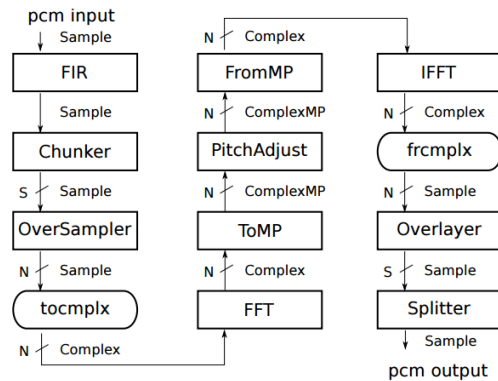 pcm input
Sample
FIR
Sample
Chunker
S Sample
OverSampler
N Sample
tocmplx
N Complex
FFT
N Complex
ToMP
N ComplexMP
PitchAdjust
N ComplexMP
FromMP
N Complex
IFFT
N Complex
frcmplx
N Sample
Overlayer
S Sample
Splitter
Sample
pcm output